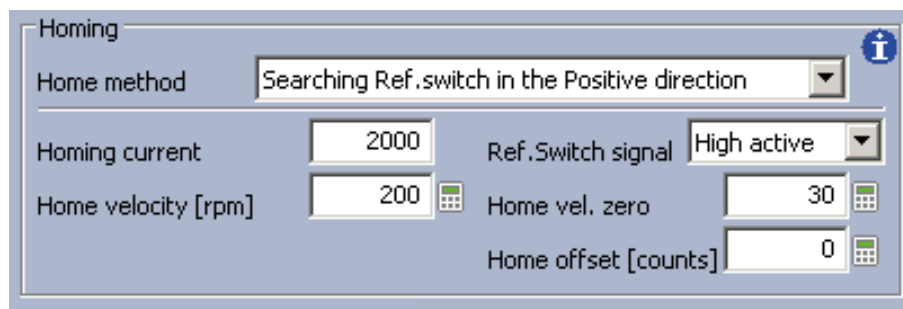 Homing
Home method Searching Ref.switch in the Positive direction
Homing current 2000 Ref.Switch signal High active
Home velocity [rpm] 200 Home vel. zero 30
Home offset [counts] 0